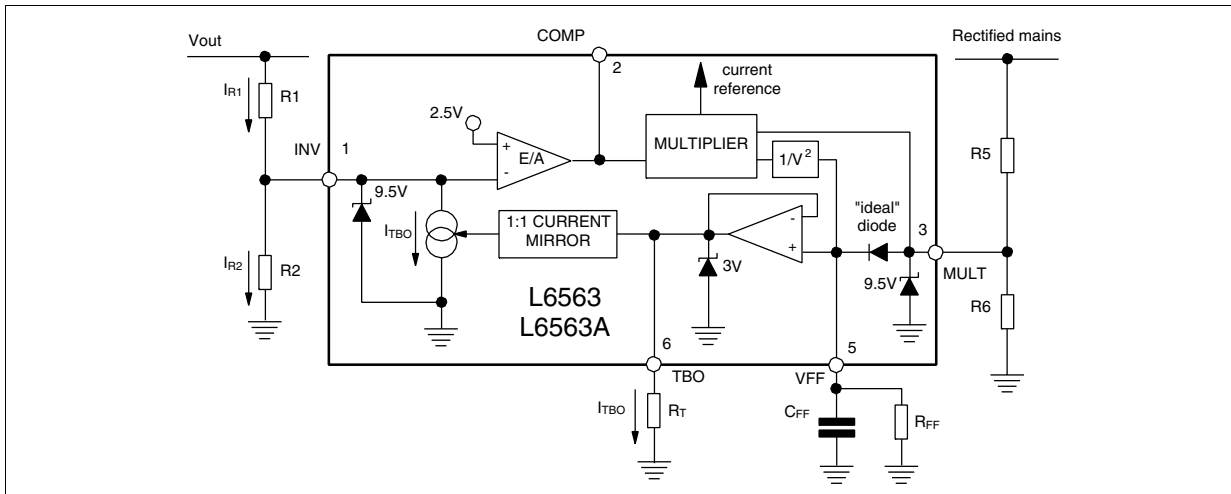 Vout
COMP
Rectified mains
2
current
reference
IR1
R1
2.5V
INV
1
+
E/A
-
MULTIPLIER
1/V2
R5
9.5V
"ideal"
diode
ITBO
1:1 CURRENT
MIRROR
-
+
3
IR2
R2
3V
9.5V
MULT
R6
L6563
L6563A
6
5
TBO
VFF
ITBO
RT
CFF
RFF